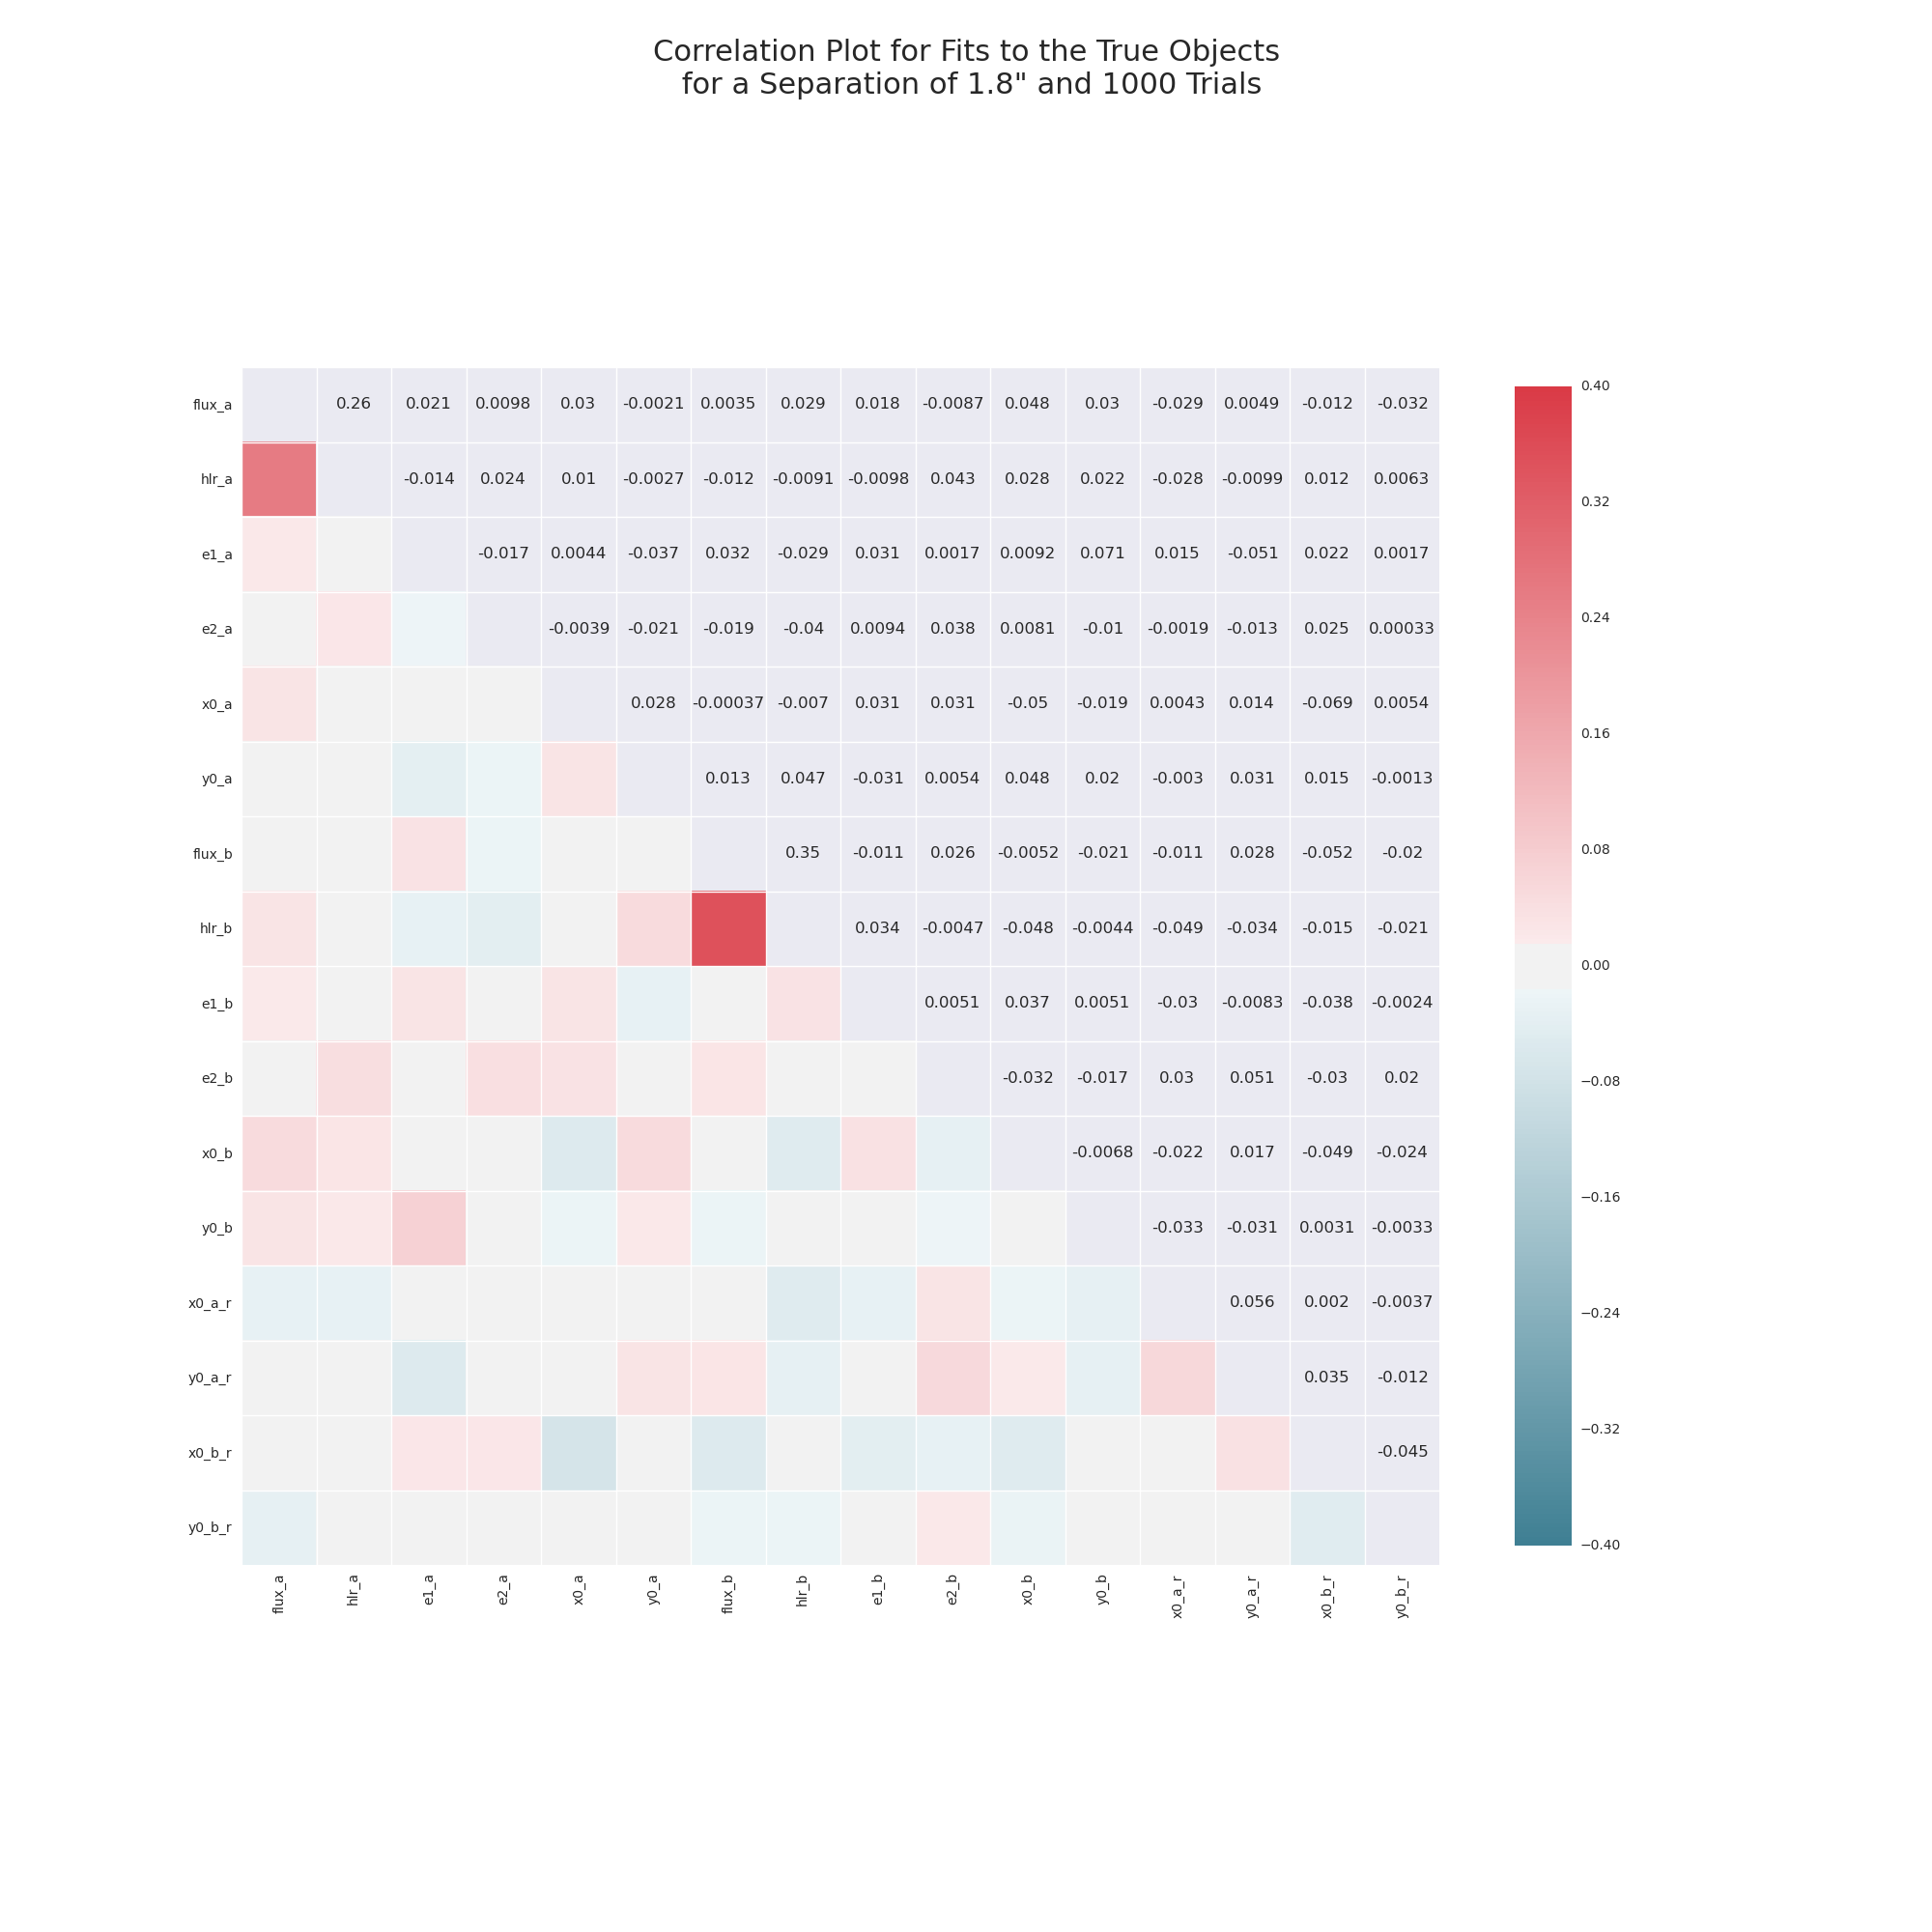 Correlation Plot for Fits to the True Objects
for a Separation of 1.8" and 1000 Trials
flux_a 0.26 0.021 0.0098 0.03 -0.0021 0.0035 0.029 0.018 -0.0087 0.048 0.03 -0.029 0.0049 -0.012 -0.032
hlr_a -0.014 0.024 0.01 -0.0027 -0.012 -0.0091 -0.0098 0.043 0.028 0.022 -0.028 -0.0099 0.012 0.0063
e1_a -0.017 0.0044 -0.037 0.032 -0.029 0.031 0.0017 0.0092 0.071 0.015 -0.051 0.022 0.0017
e2_a -0.0039 -0.021 -0.019 -0.04 0.0094 0.038 0.0081 -0.01 -0.0019 -0.013 0.025 0.00033
x0_a 0.028 -0.00037 -0.007 0.031 0.031 -0.05 -0.019 0.0043 0.014 -0.069 0.0054
y0_a 0.013 0.047 -0.031 0.0054 0.048 0.02 -0.003 0.031 0.015 -0.0013
flux_b 0.35 -0.011 0.026 -0.0052 -0.021 -0.011 0.028 -0.052 -0.02
hlr_b 0.034 -0.0047 -0.048 -0.0044 -0.049 -0.034 -0.015 -0.021
e1_b 0.0051 0.037 0.0051 -0.03 -0.0083 -0.038 -0.0024
e2_b -0.032 -0.017 0.03 0.051 -0.03 0.02
x0_b -0.0068 -0.022 0.017 -0.049 -0.024
y0_b -0.033 -0.031 0.0031 -0.0033
x0_a_r 0.056 0.002 -0.0037
y0_a_r 0.035 -0.012
x0_b_r -0.045
y0_b_r
flux_a hlr_a e1_a e2_a x0_a y0_a flux_b hlr_b e1_b e2_b x0_b y0_b x0_a_r y0_a_r x0_b_r y0_b_r
0.40
0.32
0.24
0.16
0.08
0.00
−0.08
−0.16
−0.24
−0.32
−0.40